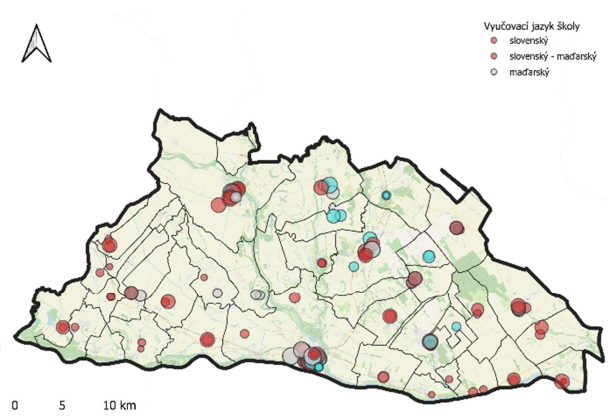 Vyučovací jazyk školy
slovenský
slovenský - maďarský
maďarský
0 5 10 km